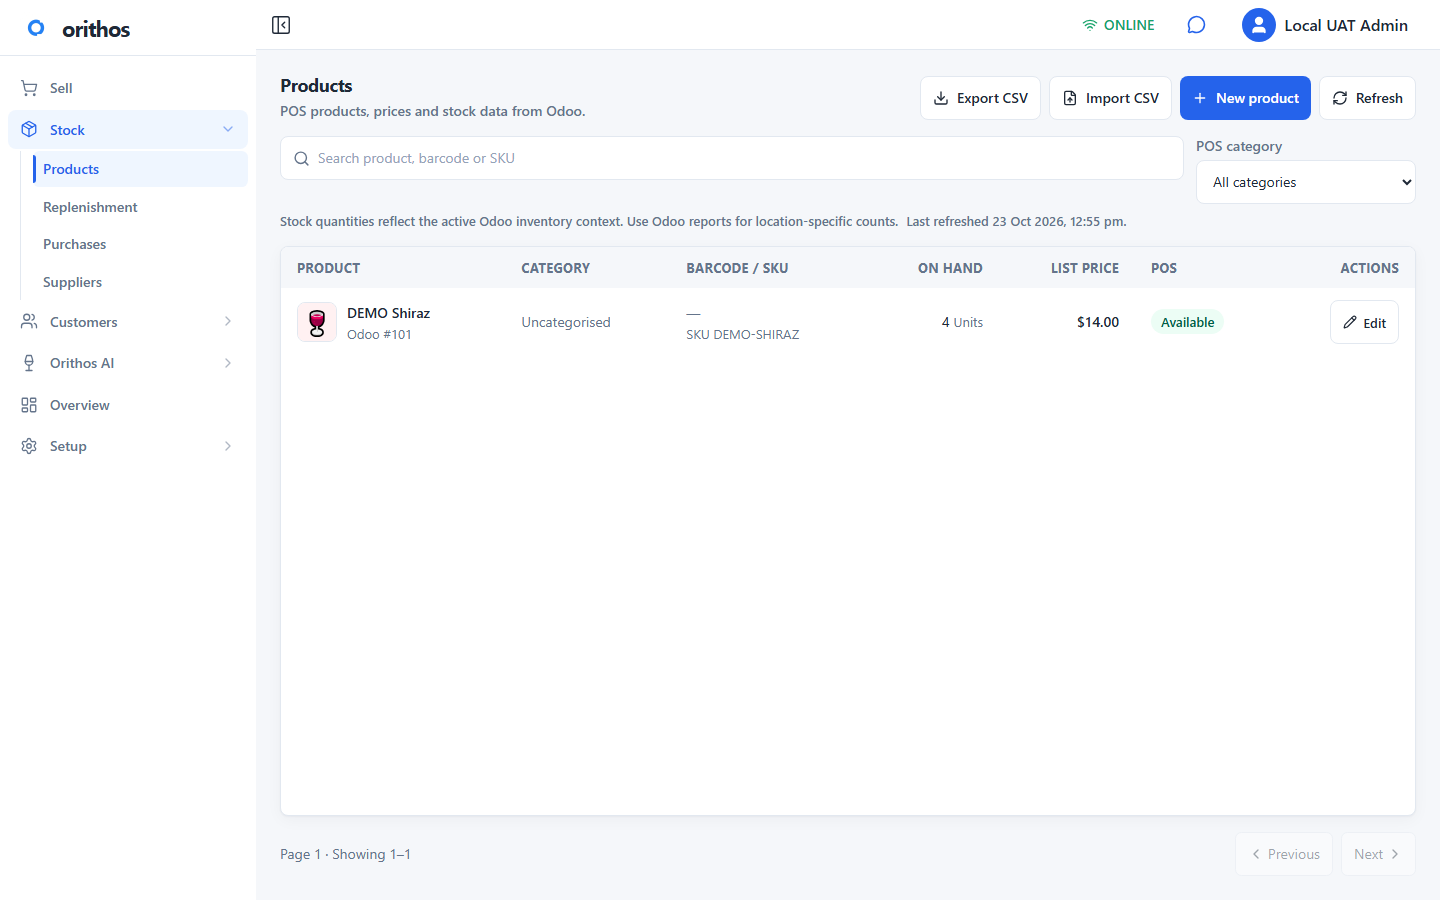 orithos
ONLINE
Local UAT Admin
Sell
Stock
Products
Replenishment
Purchases
Suppliers
Customers
Orithos AI
Overview
Setup
Products
POS products, prices and stock data from Odoo.
Export CSV
Import CSV
New product
Refresh
Search product, barcode or SKU
POS category
All categories
Stock quantities reflect the active Odoo inventory context. Use Odoo reports for location-specific counts. Last refreshed 23 Oct 2026, 12:55 pm.
PRODUCT CATEGORY BARCODE / SKU ON HAND LIST PRICE POS ACTIONS
DEMO Shiraz
Odoo #101
Uncategorised
—
SKU DEMO-SHIRAZ
4 Units
$14.00
Available
Edit
Page 1 · Showing 1–1
Previous
Next